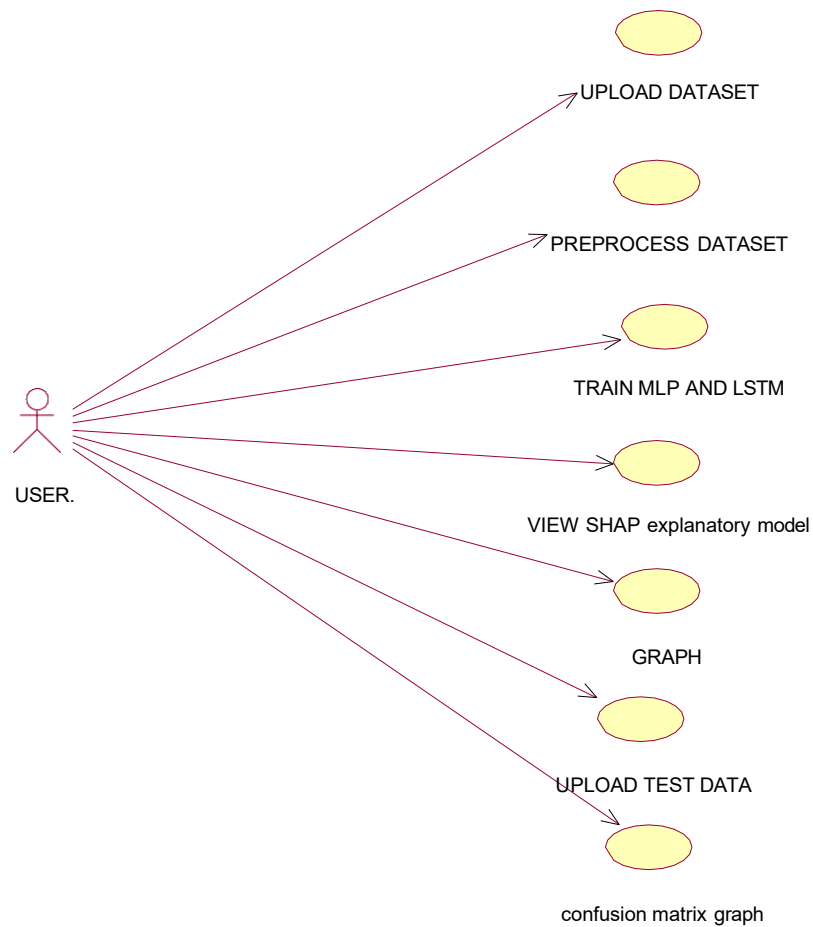 UPLOAD DATASET
PREPROCESS DATASET
TRAIN MLP AND LSTM
USER.
VIEW SHAP explanatory model
GRAPH
UPLOAD TEST DATA
confusion matrix graph